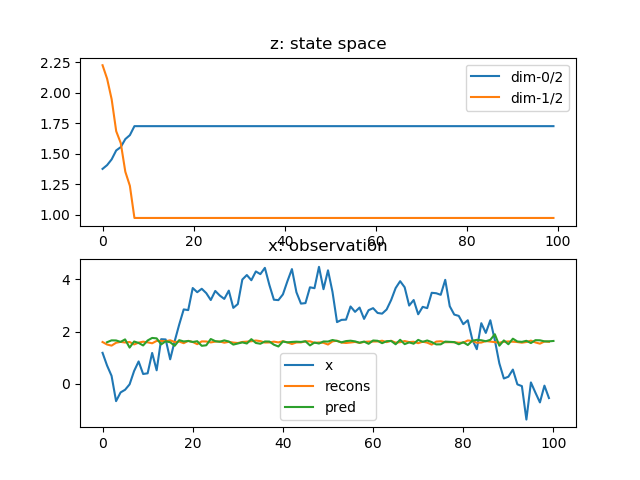 z: state space
2.25
2.00
1.75
1.50
1.25
1.00
dim-0/2
dim-1/2
0 20 40 60 80 100
x: observation
4
2
0
x
recons
pred
0 20 40 60 80 100